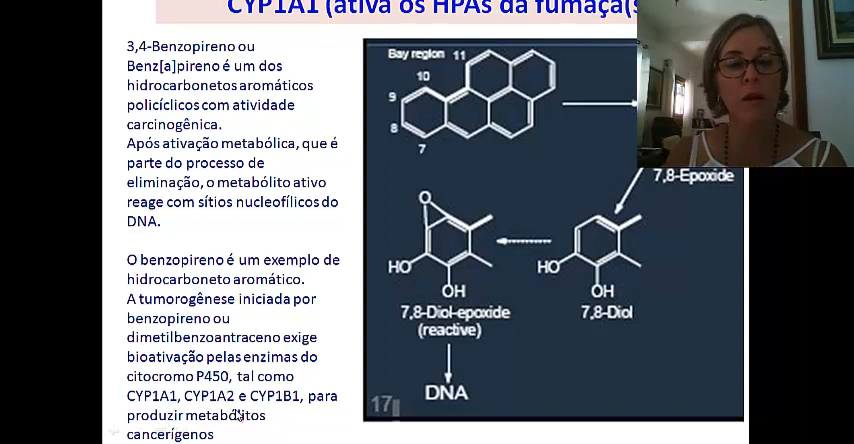 CYP1A1 (ativa os HPAs da fumaça(s
3,4-Benzopireno ou
Benz[a]pireno é um dos
hidrocarbonetos aromáticos
policíclicos com atividade
carcinogênica.
Após ativação metabólica, que é
parte do processo de
eliminação, o metabólito ativo
reage com sítios nucleofílicos do
DNA.
O benzopireno é um exemplo de
hidrocarboneto aromático.
A tumorogênese iniciada por
benzopireno ou
dimetilbenzoantraceno exige
bioativação pelas enzimas do
citocromo P450, tal como
CYP1A1, CYP1A2 e CYP1B1, para
produzir metabólitos
cancerígenos
Bay region 11
10
9
8
7
7,8-Epoxide
O
HO
OH
7,8-Diol-epoxide
(reactive)
HO
OH
7,8-Diol
DNA
17